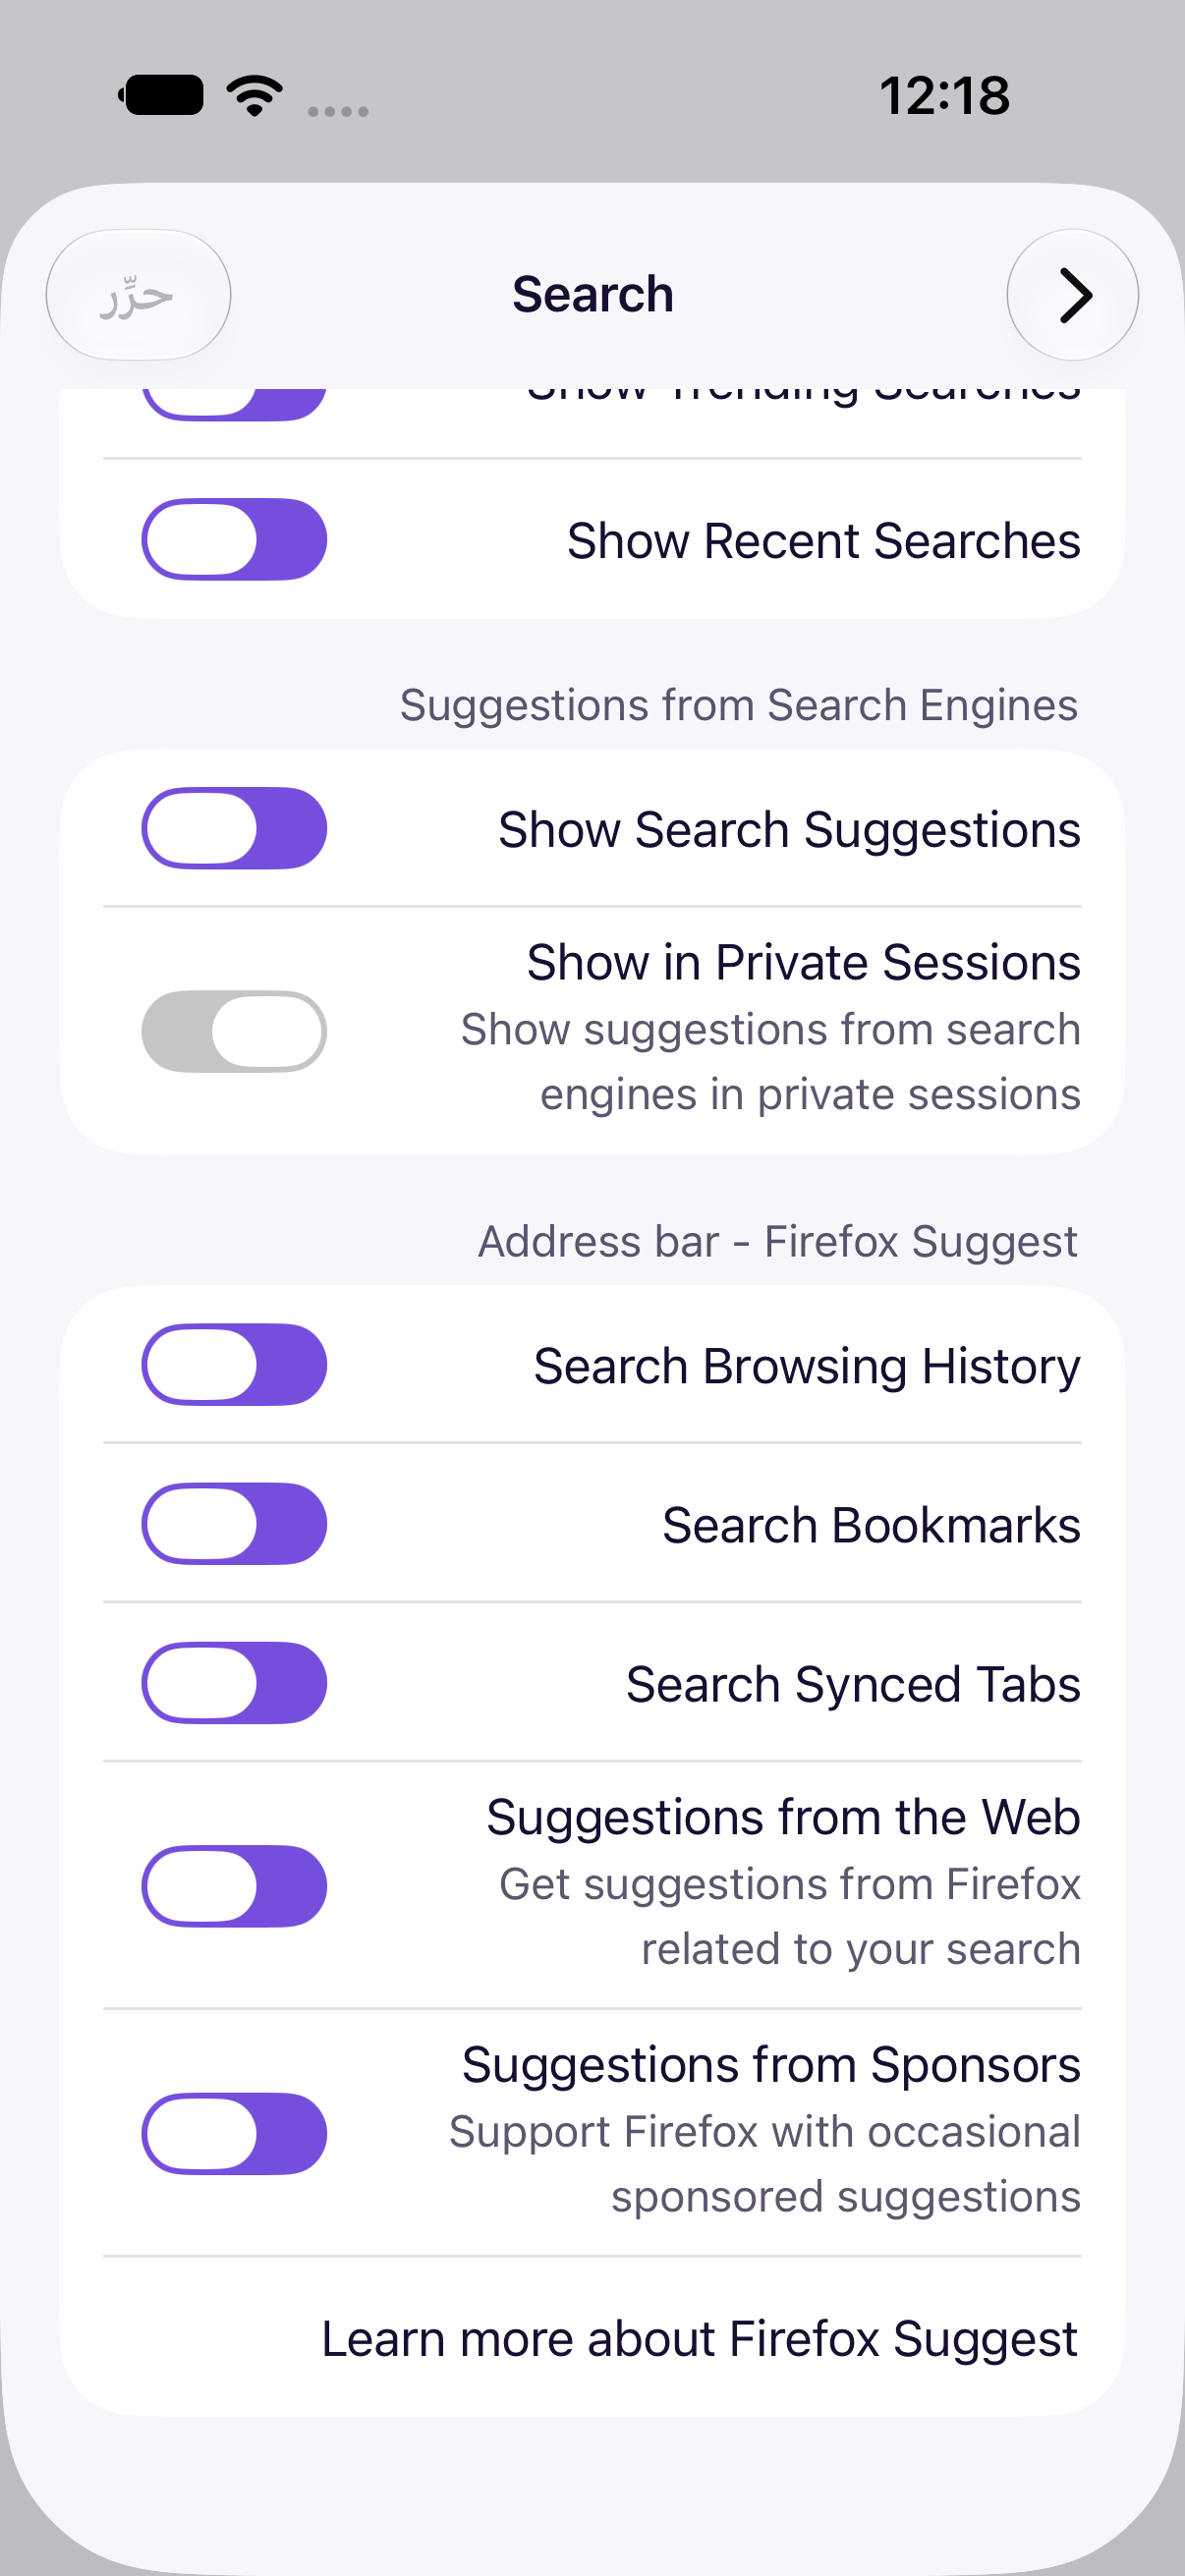 12:18
حرِّر
Search
Show Trending Searches
Show Recent Searches
Suggestions from Search Engines
Show Search Suggestions
Show in Private Sessions
Show suggestions from search
engines in private sessions
Address bar - Firefox Suggest
Search Browsing History
Search Bookmarks
Search Synced Tabs
Suggestions from the Web
Get suggestions from Firefox
related to your search
Suggestions from Sponsors
Support Firefox with occasional
sponsored suggestions
Learn more about Firefox Suggest